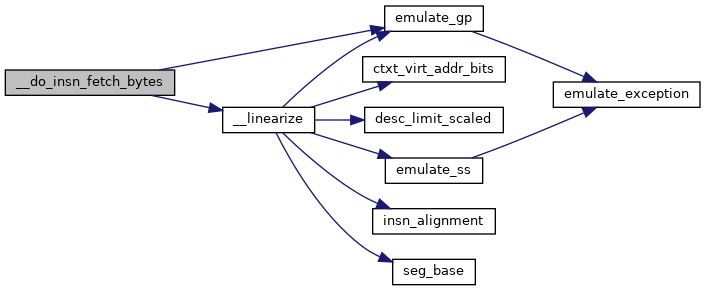 __do_insn_fetch_bytes
emulate_gp
__linearize
ctxt_virt_addr_bits
desc_limit_scaled
emulate_ss
insn_alignment
seg_base
emulate_exception